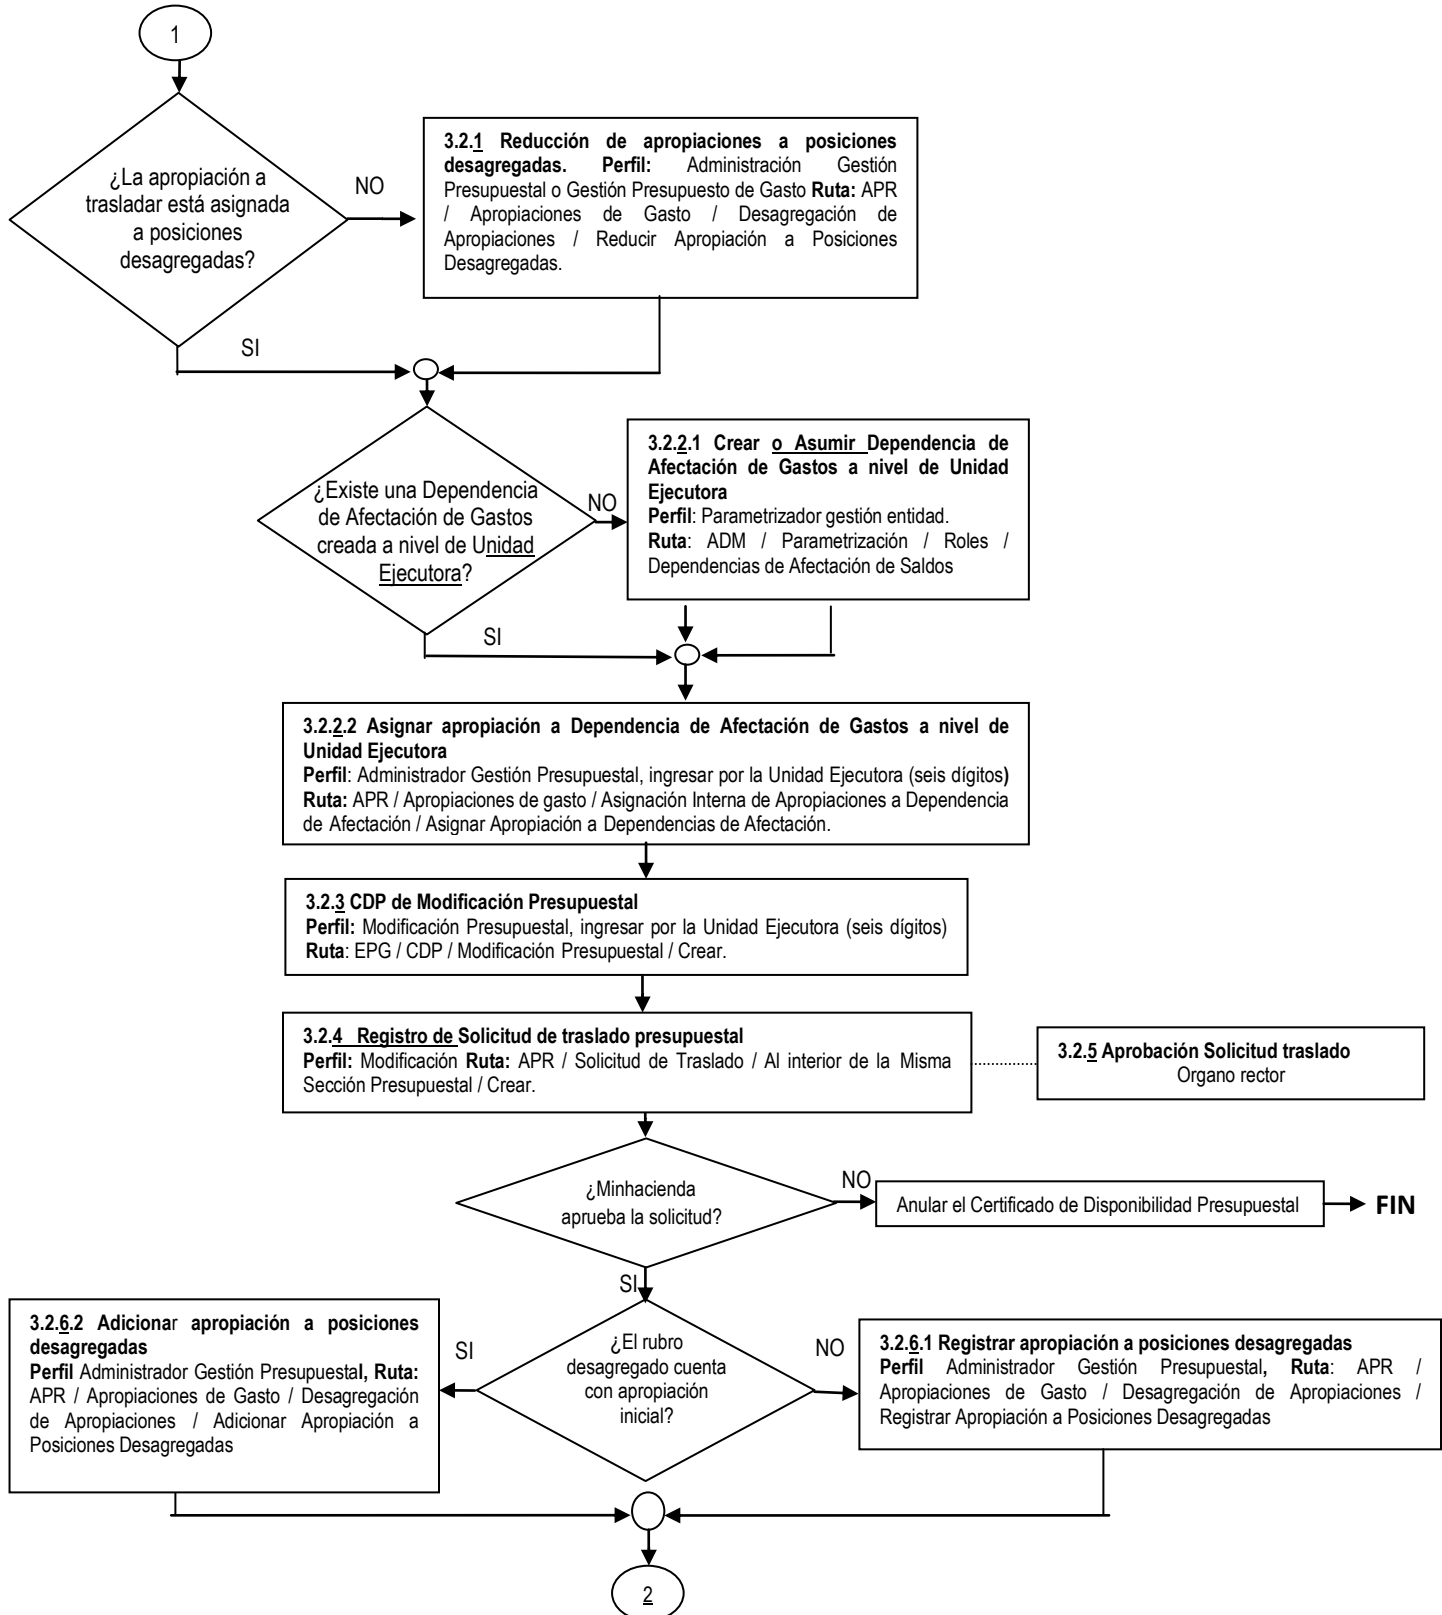 1
¿La apropiación a
trasladar está asignada
a posiciones
desagregadas?
NO
3.2.1 Reducción de apropiaciones a posiciones
desagregadas. Perfil: Administración Gestión
Presupuestal o Gestión Presupuesto de Gasto Ruta: APR
/ Apropiaciones de Gasto / Desagregación de
Apropiaciones / Reducir Apropiación a Posiciones
Desagregadas.
SI
¿Existe una Dependencia
de Afectación de Gastos
creada a nivel de Unidad
Ejecutora?
NO
3.2.2.1 Crear o Asumir Dependencia de
Afectación de Gastos a nivel de Unidad
Ejecutora
Perfil: Parametrizador gestión entidad.
Ruta: ADM / Parametrización / Roles /
Dependencias de Afectación de Saldos
SI
3.2.2.2 Asignar apropiación a Dependencia de Afectación de Gastos a nivel de
Unidad Ejecutora
Perfil: Administrador Gestión Presupuestal, ingresar por la Unidad Ejecutora (seis dígitos)
Ruta: APR / Apropiaciones de gasto / Asignación Interna de Apropiaciones a Dependencia
de Afectación / Asignar Apropiación a Dependencias de Afectación.
3.2.3 CDP de Modificación Presupuestal
Perfil: Modificación Presupuestal, ingresar por la Unidad Ejecutora (seis dígitos)
Ruta: EPG / CDP / Modificación Presupuestal / Crear.
3.2.4 Registro de Solicitud de traslado presupuestal
Perfil: Modificación Ruta: APR / Solicitud de Traslado / Al interior de la Misma
Sección Presupuestal / Crear.
3.2.5 Aprobación Solicitud traslado
Organo rector
¿Minhacienda
aprueba la solicitud?
NO
Anular el Certificado de Disponibilidad Presupuestal
FIN
SI
3.2.6.2 Adicionar apropiación a posiciones
desagregadas
Perfil Administrador Gestión Presupuestal, Ruta:
APR / Apropiaciones de Gasto / Desagregación
de Apropiaciones / Adicionar Apropiación a
Posiciones Desagregadas
SI
¿El rubro
desagregado cuenta
con apropiación
inicial?
NO
3.2.6.1 Registrar apropiación a posiciones desagregadas
Perfil Administrador Gestión Presupuestal, Ruta: APR /
Apropiaciones de Gasto / Desagregación de Apropiaciones /
Registrar Apropiación a Posiciones Desagregadas
2